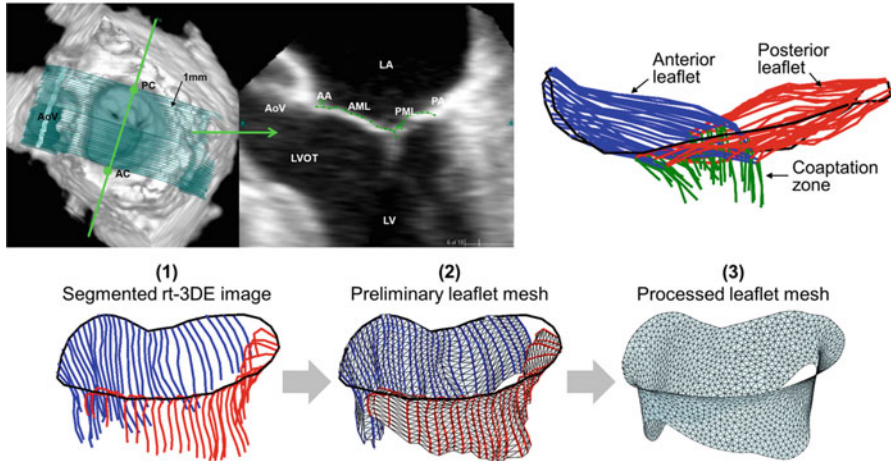 PC
1mm
AoV
AC
LA
AA
AoV
AML
PML
PA
LVOT
LV
Anterior
leaflet
Posterior
leaflet
Coaptation
zone
(1)
Segmented rt-3DE image
(2)
Preliminary leaflet mesh
(3)
Processed leaflet mesh